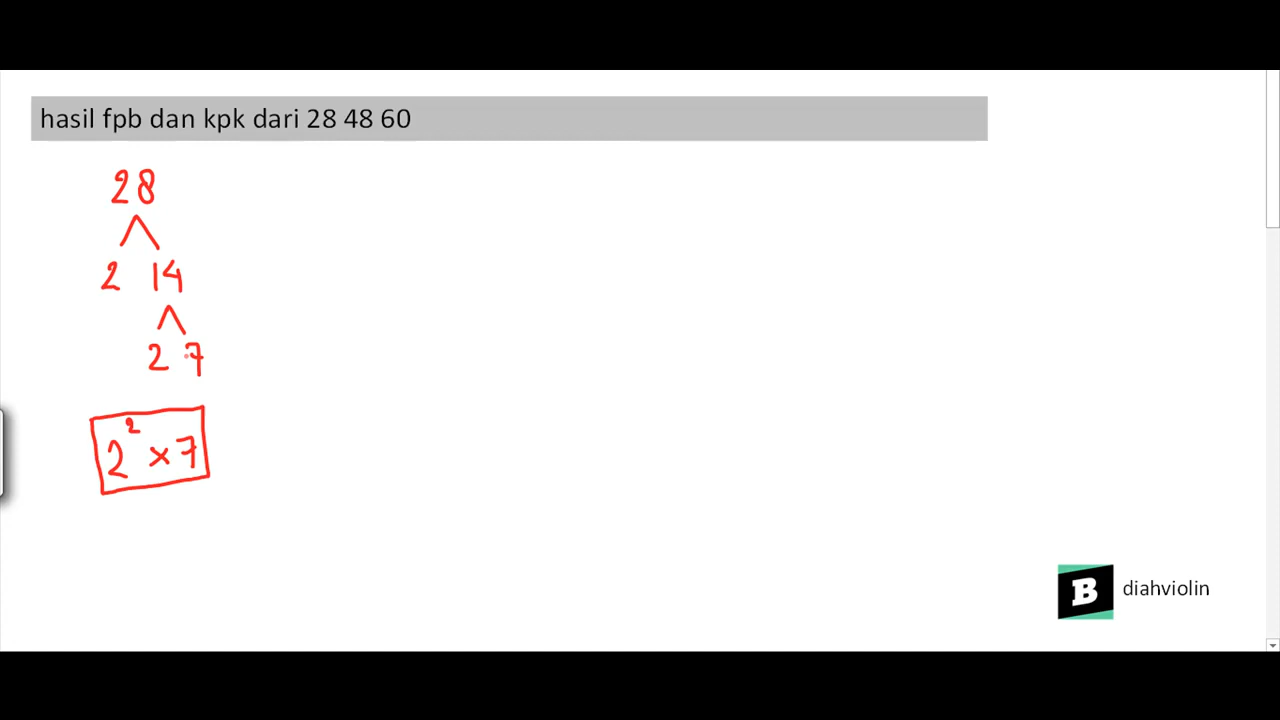 hasil fpb dan kpk dari 28 48 60
28
2 14
2 7
2² × 7
B diahviolin